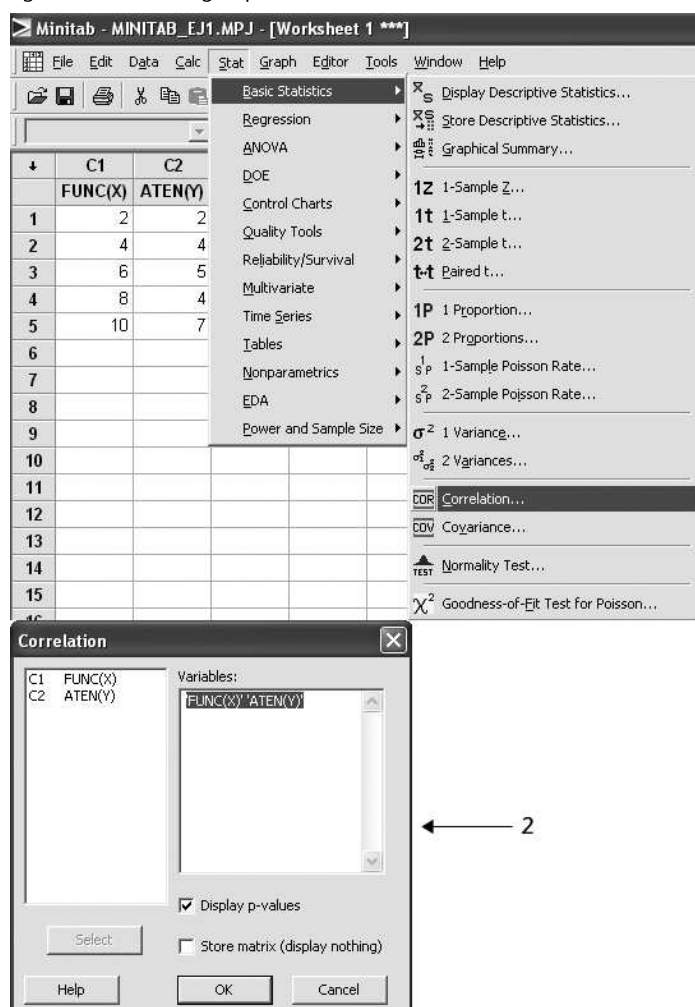 Minitab - MINITAB_EJ1.MPJ - [Worksheet 1 ***]
File Edit Data Calc Stat Graph Editor Tools Window Help
Basic Statistics
Regression
ANOVA
DOE
Control Charts
Quality Tools
Reliability/Survival
Multivariate
Time Series
Tables
Nonparametrics
EDA
Power and Sample Size
Display Descriptive Statistics...
Store Descriptive Statistics...
Graphical Summary...
1Z 1-Sample Z...
1t 1-Sample t...
2t 2-Sample t...
t-t Paired t...
1P 1 Proportion...
2P 2 Proportions...
1-Sample Poisson Rate...
2-Sample Poisson Rate...
σ² 1 Variance...
2 Variances...
COR Correlation...
COV Covariance...
TEST Normality Test...
χ² Goodness-of-Fit Test for Poisson...
C1 C2
FUNC(X) ATEN(Y)
1 2 2
2 4 4
3 6 5
4 8 4
5 10 7
6
7
8
9
10
11
12
13
14
15
Correlation
C1 FUNC(X)
C2 ATEN(Y)
Variables:
'FUNC(X)' 'ATEN(Y)'
Display p-values
Store matrix (display nothing)
Select
Help OK Cancel
2